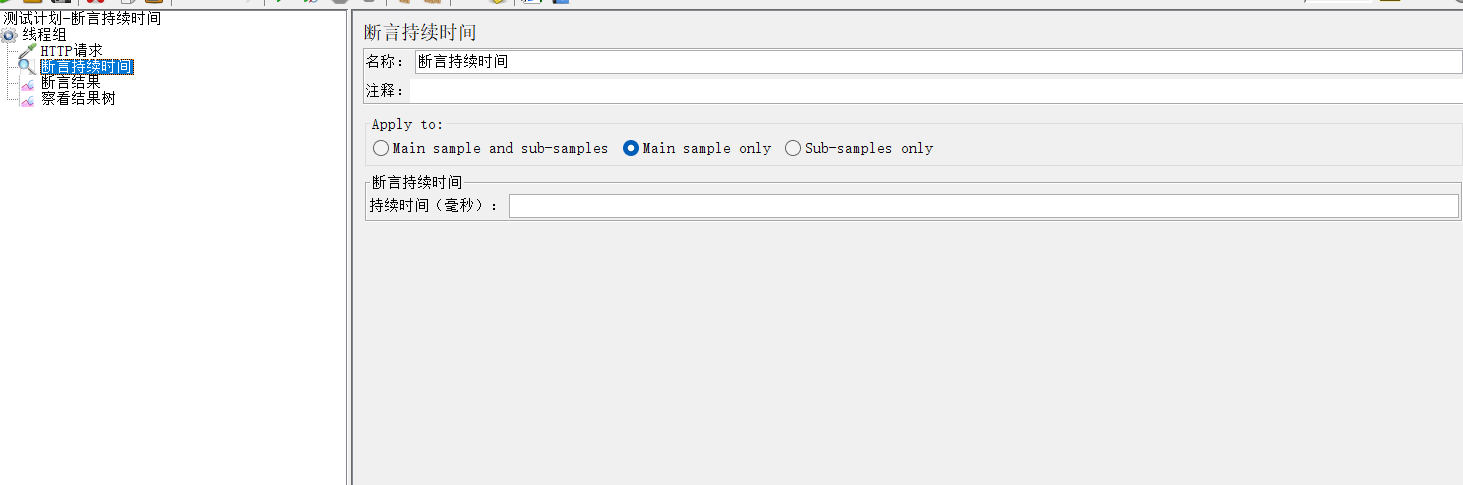 测试计划-断言持续时间
线程组
HTTP请求
断言持续时间
断言结果
察看结果树
断言持续时间
名称： 断言持续时间
注释：
Apply to:
Main sample and sub-samples Main sample only Sub-samples only
断言持续时间
持续时间（毫秒）：